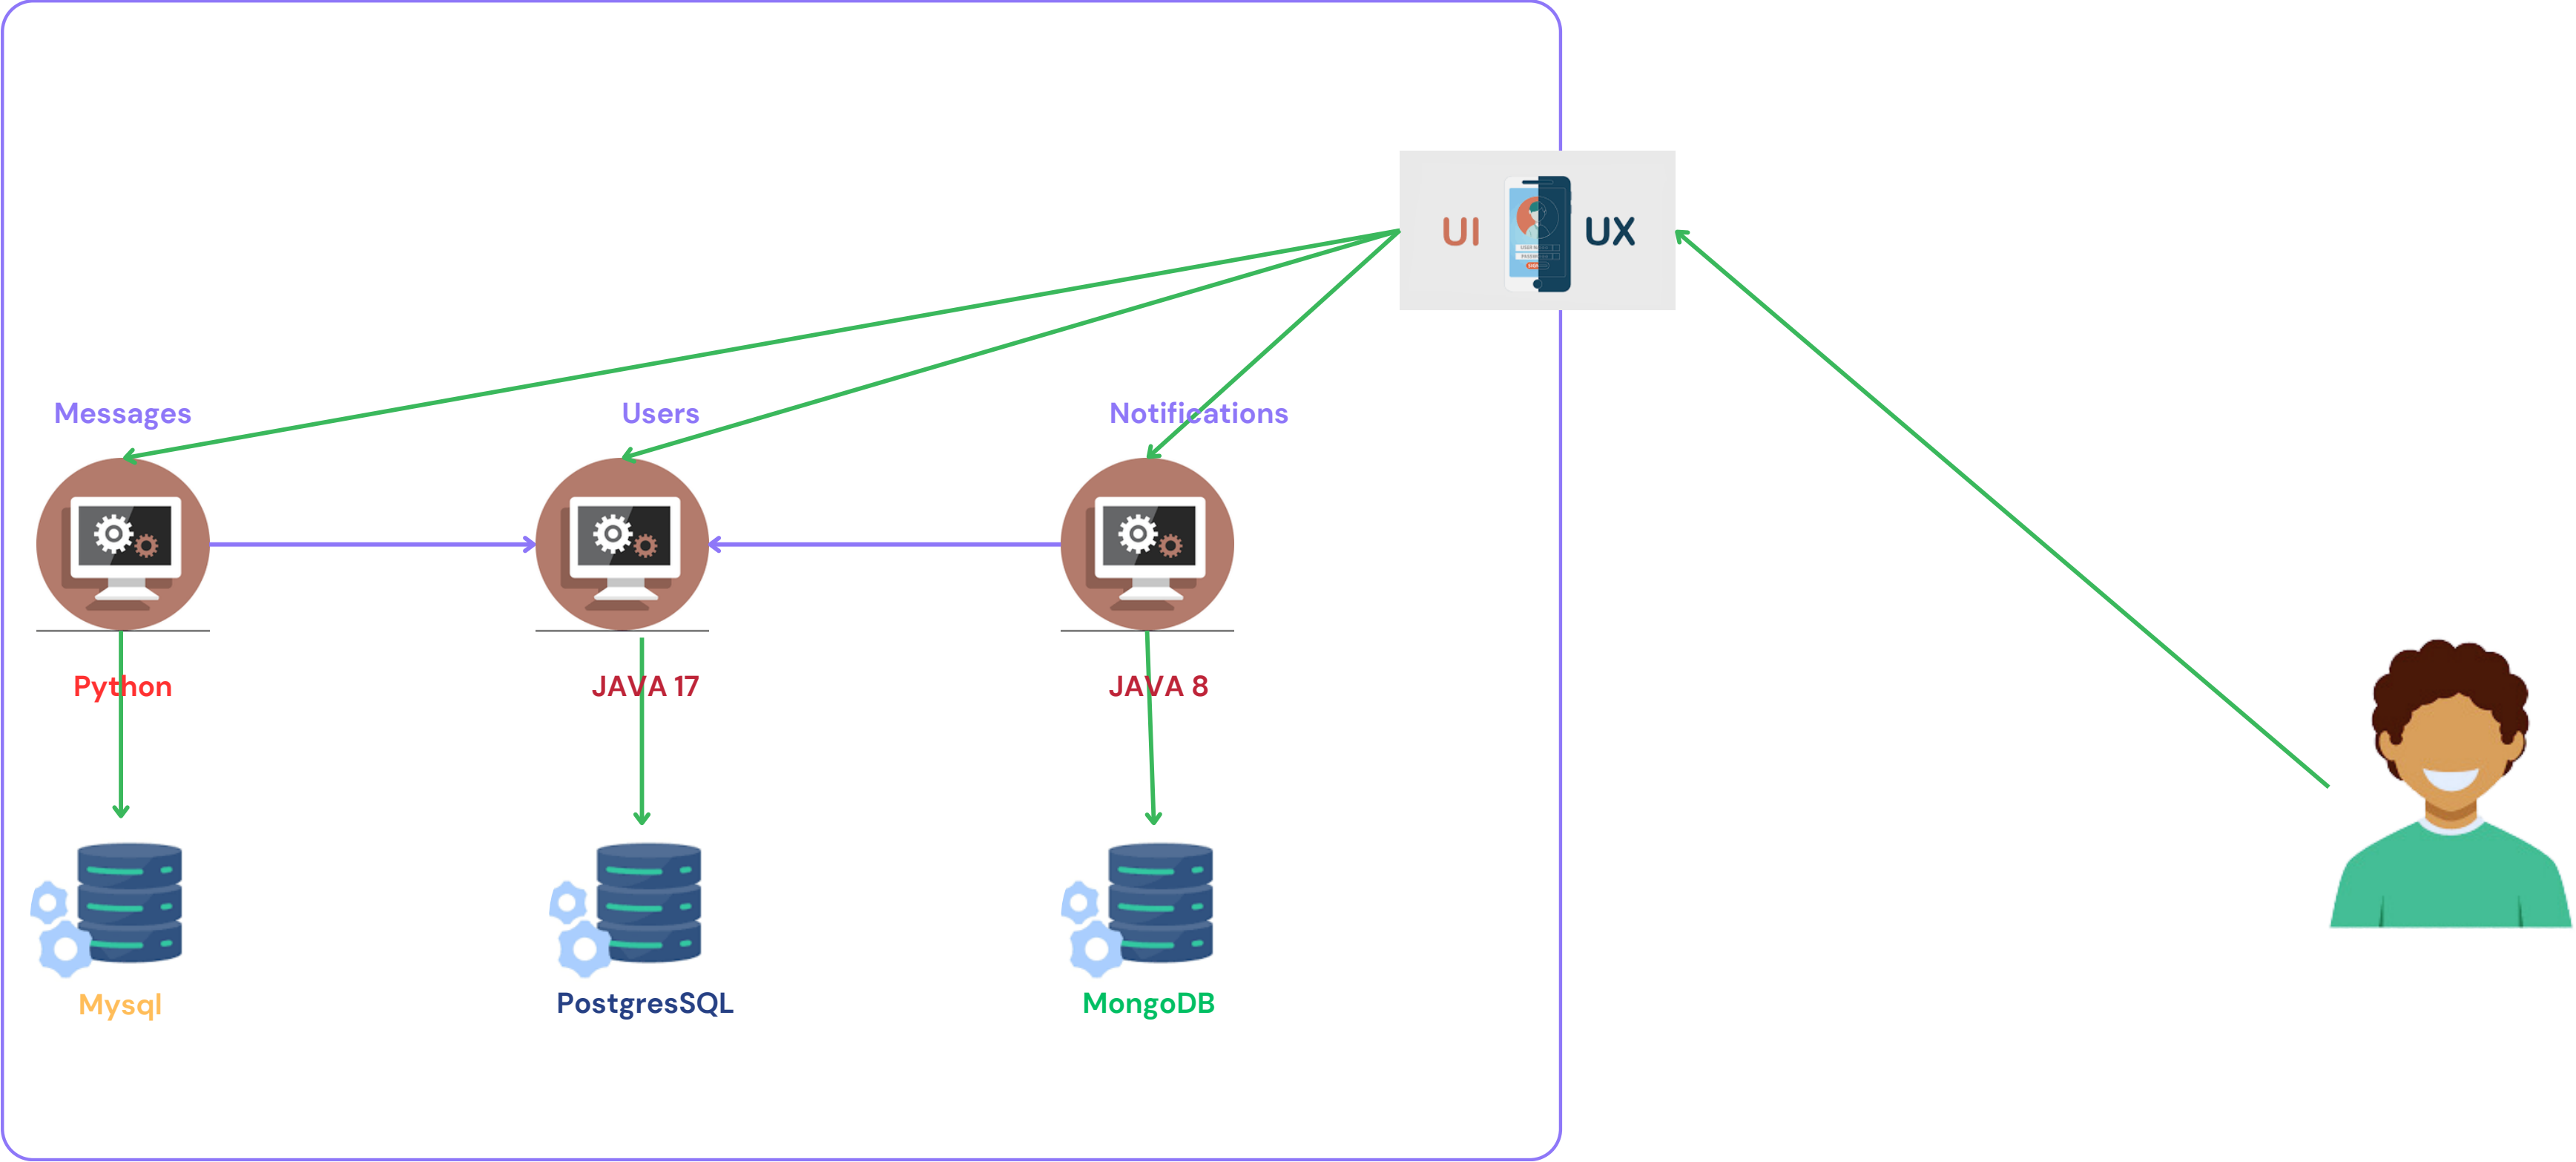 UI
UX
Messages
Users
Notifications
Python
JAVA 17
JAVA 8
Mysql
PostgresSQL
MongoDB